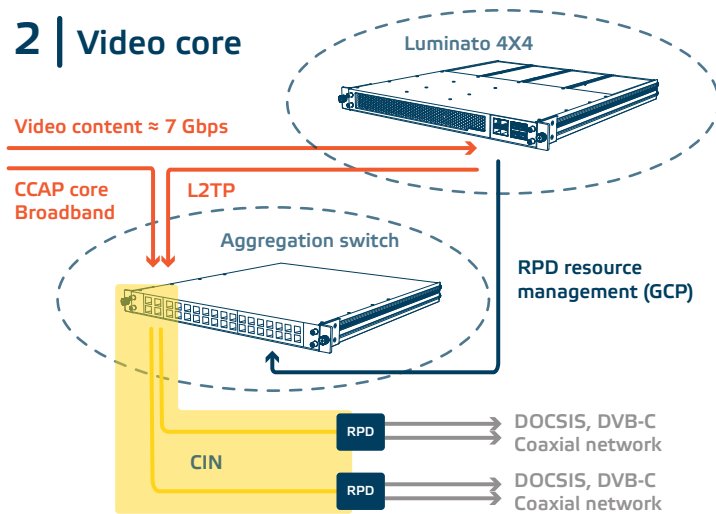 2 | Video core
Luminato 4X4
Video content ≈ 7 Gbps
CCAP core
Broadband
L2TP
Aggregation switch
RPD resource
management (GCP)
RPD
DOCSIS, DVB-C
Coaxial network
CIN
RPD
DOCSIS, DVB-C
Coaxial network